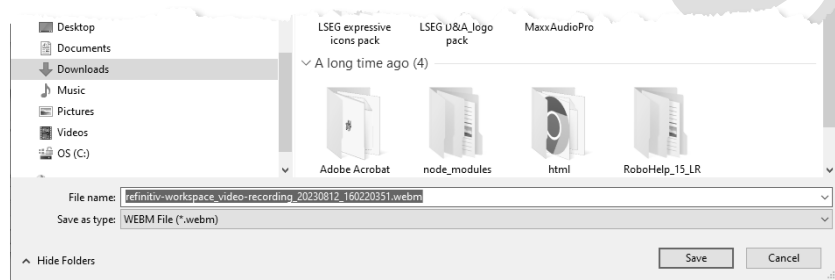 Desktop
Documents
Downloads
Music
Pictures
Videos
OS (C:)
LSEG expressive icons pack
LSEG D&A_logo pack
MaxxAudioPro
A long time ago (4)
Adobe Acrobat
node_modules
html
RoboHelp_15_LR
File name: refinitiv-workspace_video-recording_20230812_160220351.webm
Save as type: WEBM File (*.webm)
Hide Folders
Save
Cancel